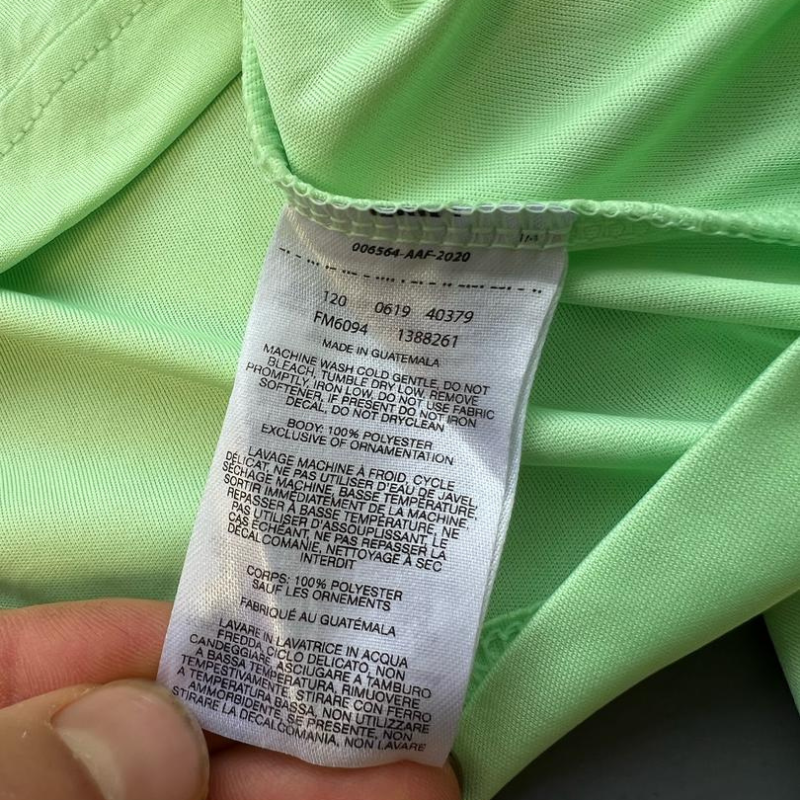 006564-AAF-2020
120 0619 40379
FM6094 1388261
MADE IN GUATEMALA
MACHINE WASH COLD GENTLE, DO NOT
BLEACH, TUMBLE DRY LOW, REMOVE
PROMPTLY, IRON LOW, DO NOT USE FABRIC
SOFTENER, IF PRESENT DO NOT IRON
DECAL, DO NOT DRYCLEAN
BODY: 100% POLYESTER
EXCLUSIVE OF ORNAMENTATION
LAVAGE MACHINE À FROID, CYCLE
DÉLICAT, NE PAS UTILISER D'EAU DE JAVEL,
SÉCHAGE MACHINE, BASSE TEMPÉRATURE,
SORTIR IMMÉDIATEMENT DE LA MACHINE,
REPASSER À BASSE TEMPÉRATURE, NE
PAS UTILISER D'ASSOUPLISSANT, LE
CAS ÉCHÉANT, NE PAS REPASSER LA
DÉCALCOMANIE, NETTOYAGE À SEC
INTERDIT
CORPS: 100% POLYESTER
SAUF LES ORNEMENTS
FABRIQUÉ AU GUATÉMALA
LAVARE IN LAVATRICE IN ACQUA
FREDDA, CICLO DELICATO, NON
CANDEGGIARE, ASCIUGARE A TAMBURO
A BASSA TEMPERATURA, RIMUOVERE
TEMPESTIVAMENTE, STIRARE CON FERRO
A TEMPERATURA BASSA, NON UTILIZZARE
AMMORBIDENTE, SE PRESENTE, NON
STIRARE LA DECALCOMANIA, NON LAVARE